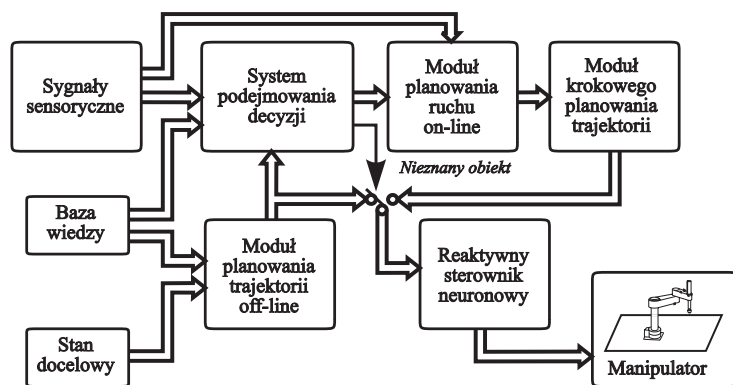 Sygnały
sensoryczne
System
podejmowania
decyzji
Moduł
planowania
ruchu
on-line
Moduł
krokowego
planowania
trajektorii
Nieznany obiekt
Baza
wiedzy
Moduł
planowania
trajektorii
off-line
Reaktywny
sterownik
neuronowy
Stan
docelowy
Manipulator